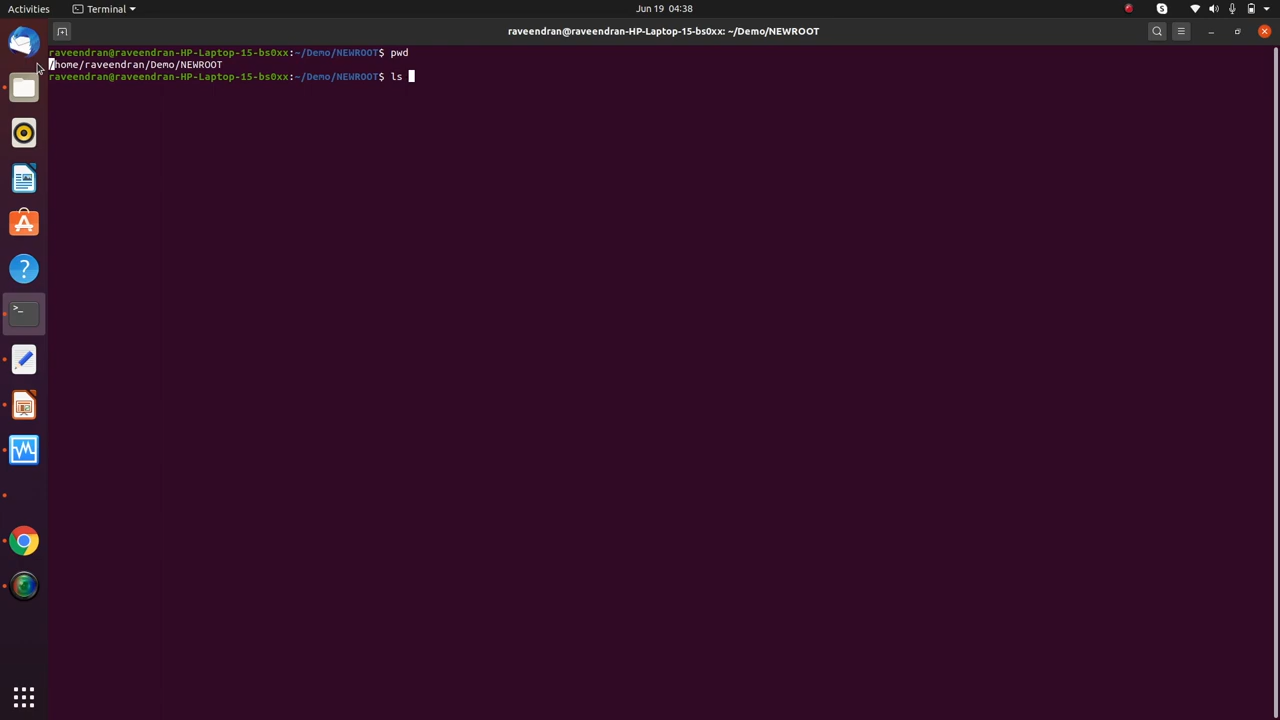 Activities
Terminal
Jun 19 04:38
raveendran@raveendran-HP-Laptop-15-bs0xx: ~/Demo/NEWROOT
raveendran@raveendran-HP-Laptop-15-bs0xx:~/Demo/NEWROOT$ pwd
/home/raveendran/Demo/NEWROOT
raveendran@raveendran-HP-Laptop-15-bs0xx:~/Demo/NEWROOT$ ls